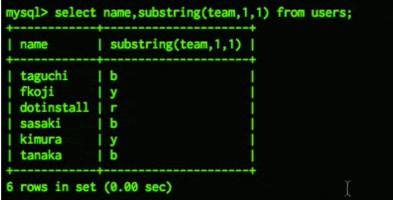 mysql> select name,substring(team,1,1) from users;
+------------+---------------------+
| name       | substring(team,1,1) |
+------------+---------------------+
| taguchi    | b                   |
| fkoji      | y                   |
| dotinstall | r                   |
| sasaki     | b                   |
| kimura     | y                   |
| tanaka     | b                   |
+------------+---------------------+
6 rows in set (0.00 sec)